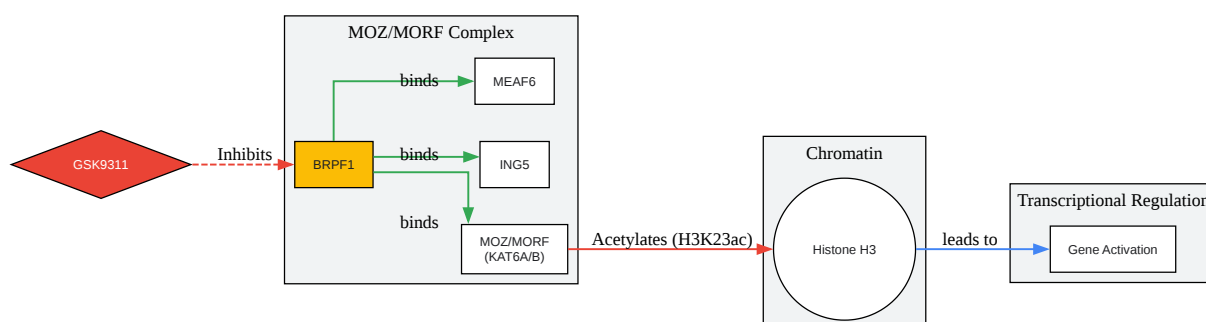 MOZ/MORF Complex
binds
MEAF6
GSK9311
Inhibits
BRPF1
binds
ING5
binds
MOZ/MORF
(KAT6A/B)
Acetylates (H3K23ac)
Chromatin
Histone H3
leads to
Transcriptional Regulation
Gene Activation